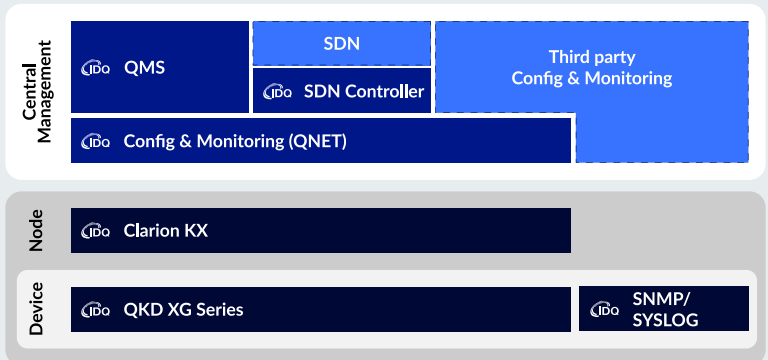 Central
Management
IDQ QMS
SDN
IDQ SDN Controller
Third party
Config & Monitoring
IDQ Config & Monitoring (QNET)
Node
IDQ Clarion KX
Device
IDQ QKD XG Series
IDQ SNMP/
SYSLOG